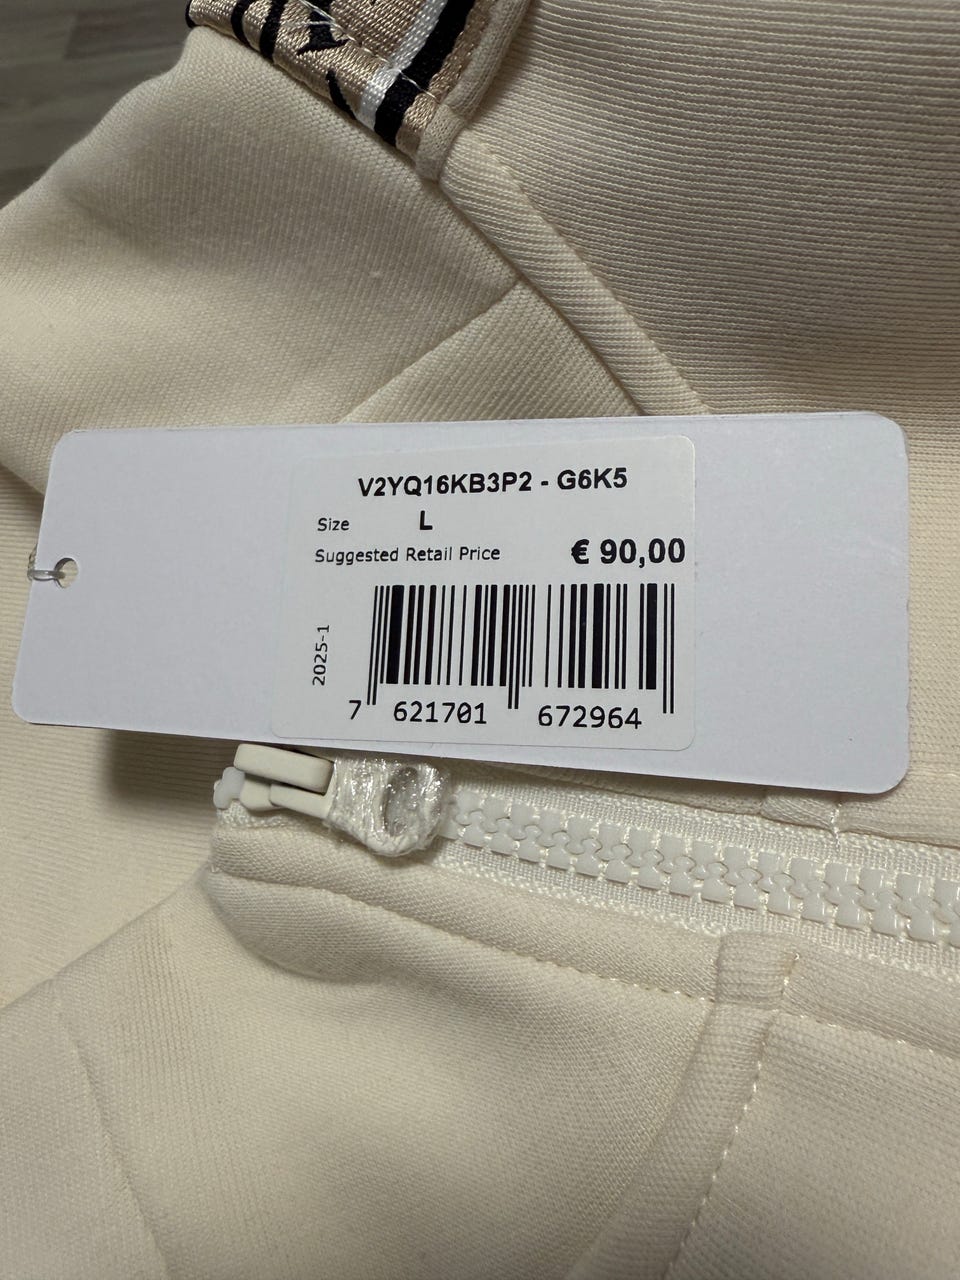 V2YQ16KB3P2 - G6K5
Size L
Suggested Retail Price € 90,00
2025-1
7 621701 672964